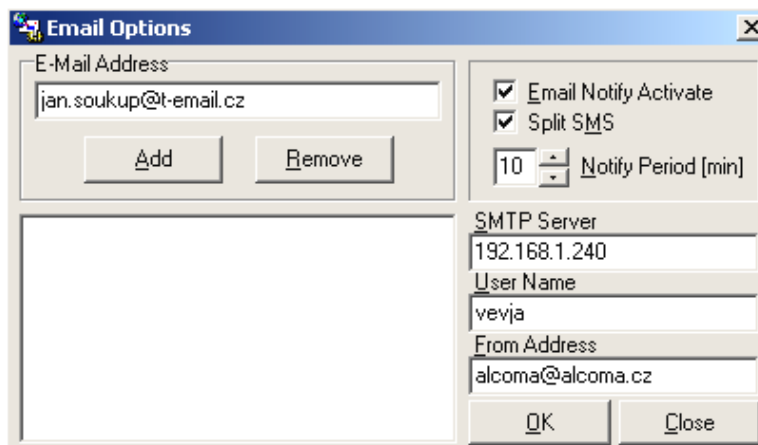 Email Options
E-Mail Address
jan.soukup@t-email.cz
Add Remove
Email Notify Activate
Split SMS
10 Notify Period [min]
SMTP Server
192.168.1.240
User Name
vevja
From Address
alcoma@alcoma.cz
OK Close